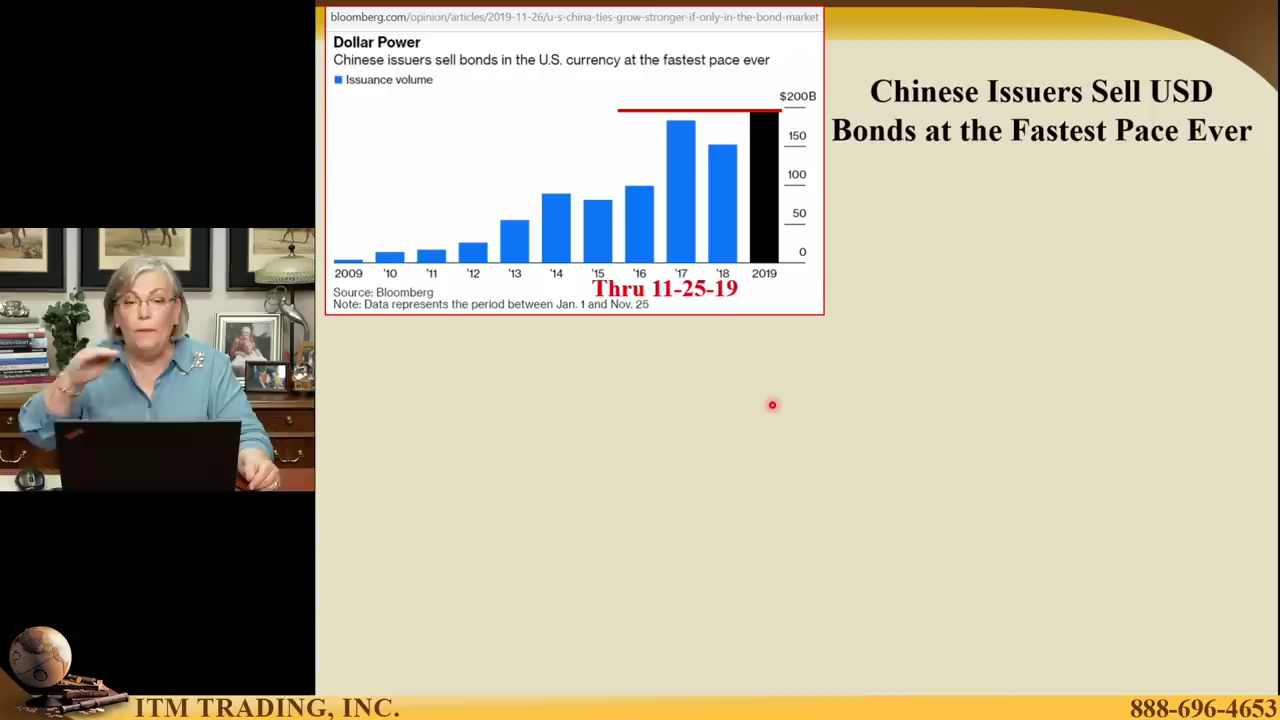 bloomberg.com/opinion/articles/2019-11-26/u-s-china-ties-grow-stronger-if-only-in-the-bond-market
Dollar Power
Chinese issuers sell bonds in the U.S. currency at the fastest pace ever
Issuance volume
$200B
150
100
50
0
2009 '10 '11 '12 '13 '14 '15 '16 '17 '18 2019
Thru 11-25-19
Source: Bloomberg
Note: Data represents the period between Jan. 1 and Nov. 25
Chinese Issuers Sell USD
Bonds at the Fastest Pace Ever
ITM TRADING, INC.
888-696-4653